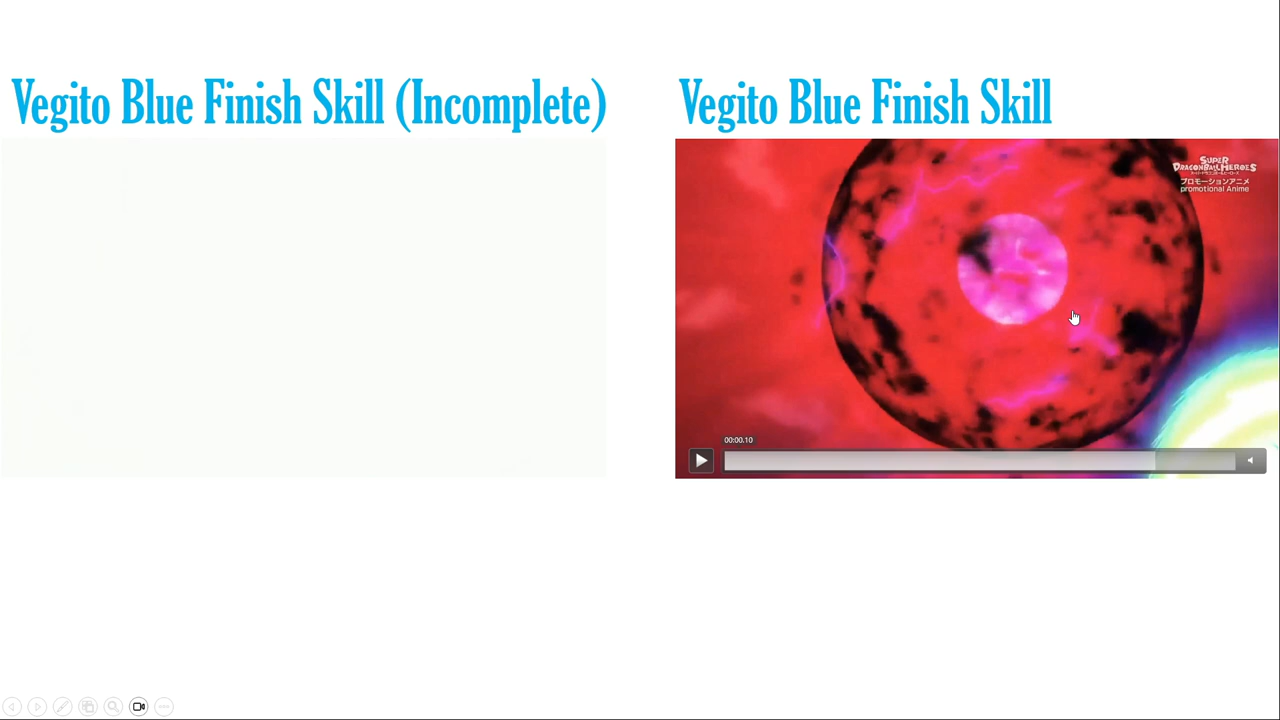 Vegito Blue Finish Skill (Incomplete)
Vegito Blue Finish Skill
SUPER
DRAGONBALL HEROES
プロモーションアニメ
promotional Anime
00:00.10